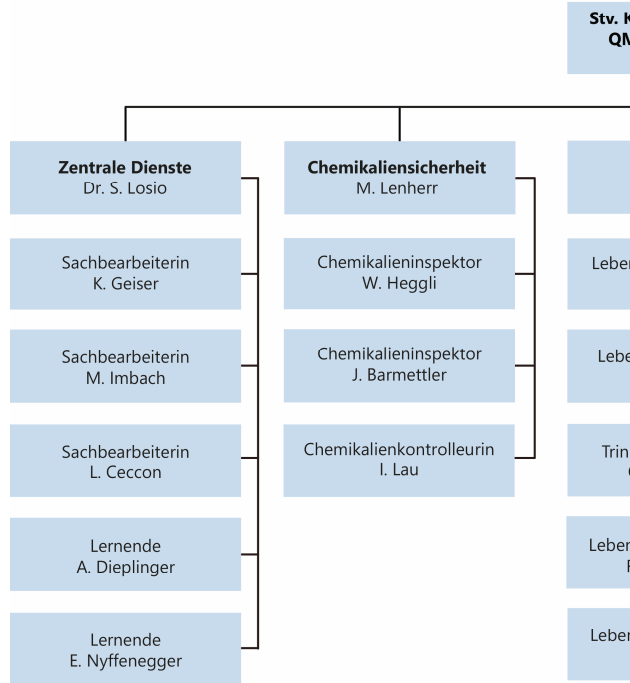 Stv.
Zentrale Dienste
Dr. S. Losio
Sachbearbeiterin
K. Geiser
Sachbearbeiterin
M. Imbach
Sachbearbeiterin
L. Ceccon
Lernende
A. Dieplinger
Lernende
E. Nyffenegger
Chemikaliensicherheit
M. Lenherr
Chemikalieninspektor
W. Heggli
Chemikalieninspektor
J. Barmettler
Chemikalienkontrolleurin
I. Lau